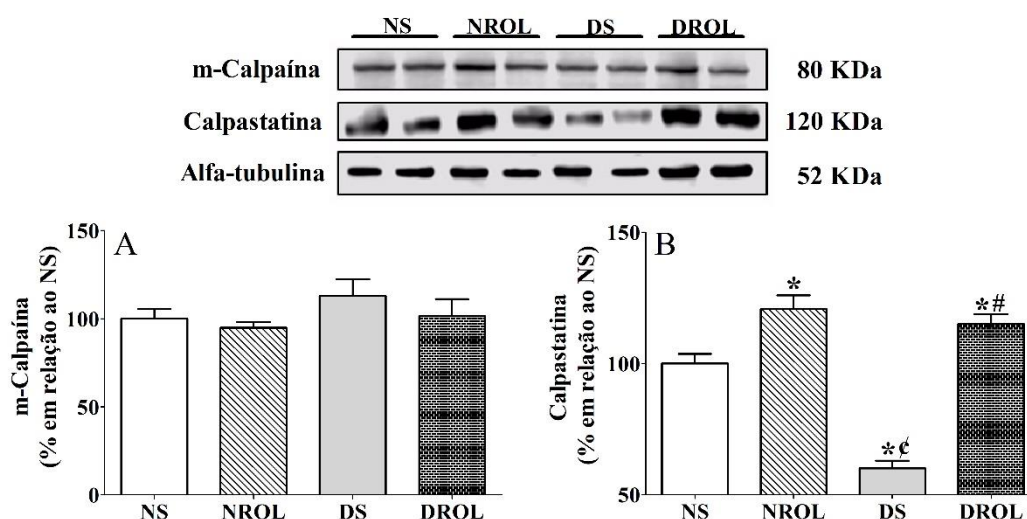 NS NROL DS DROL
m-Calpaína 80 KDa
Calpastatina 120 KDa
Alfa-tubulina 52 KDa
A
m-Calpaína
(% em relação ao NS)
150
100
50
0
NS NROL DS DROL
B
Calpastatina
(% em relação ao NS)
150
100
50
*
*¢
*#
NS NROL DS DROL